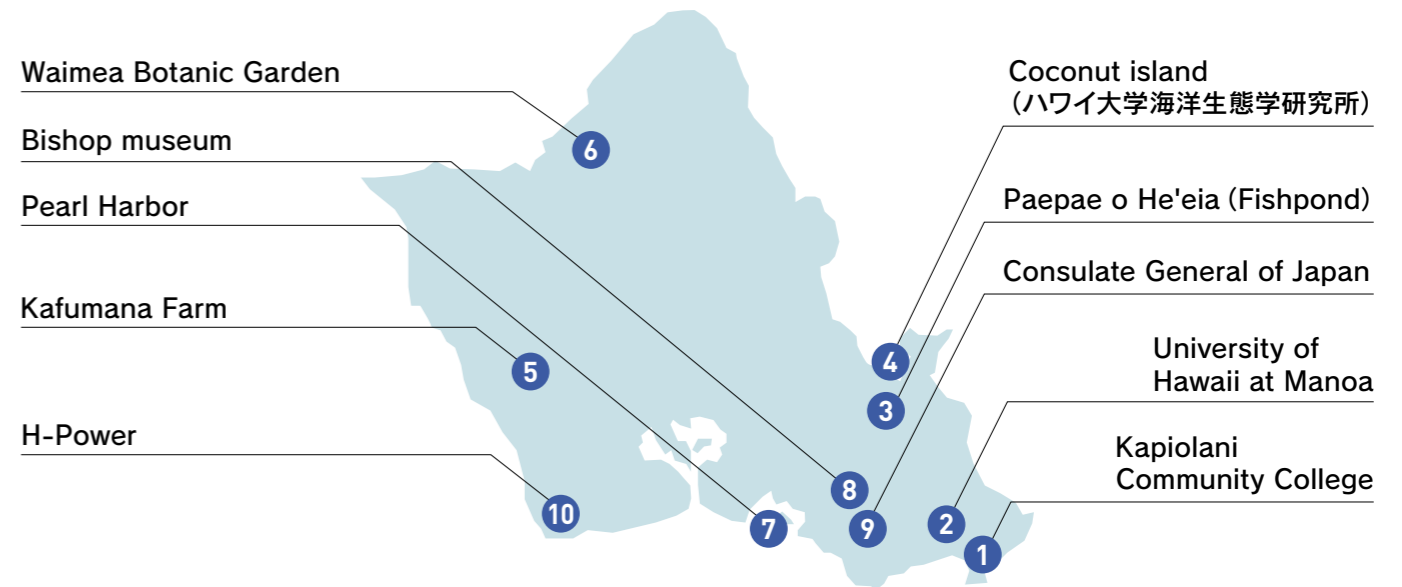 Waimea Botanic Garden
Bishop museum
Pearl Harbor
Kafumana Farm
H-Power
Coconut island
（ハワイ大学海洋生態学研究所）
Paepae o He'eia（Fishpond）
Consulate General of Japan
University of
Hawaii at Manoa
Kapiolani
Community College
6
5
4
3
8
10
7
9
2
1